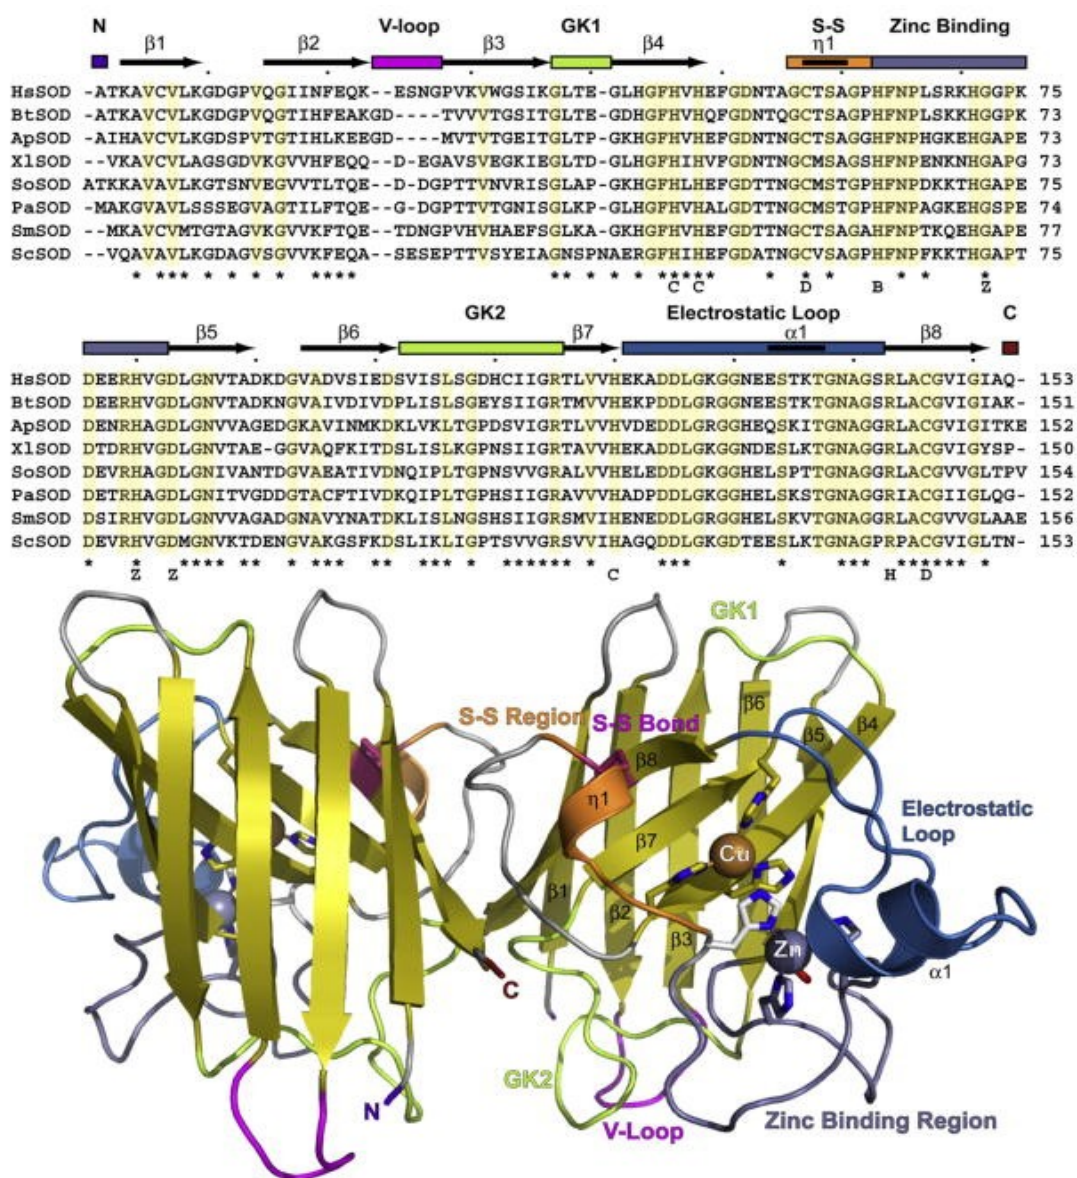 N V-loop GK1 S-S Zinc Binding
β1 β2 β3 β4 η1
HsSOD -ATKAVCVLKGDGPVQGIINFEQK--ESNGPVKVWGSIKGLTE-GLHGFHVHEFGDNTAGCTSAGPHFNPLSRKHGGPK 75
BtSOD --ATKAVCVLKGDGPVQGTIHFEAKGD----TVVVTGSITGLTE-GDHGFHVHQFGDNTQGCTSAGPHFNPLSKKHGGPK 73
ApSOD --AIHAVCVLKGDSPVTGTIHLKEEGD----MVTVTGEITGLTP-GDHGFHVHEFGDNTNGCTSAGGHFNPHGKEHGAPE 73
XlSOD --VKAVCVLAGSGDVKGVVHFEQQ--D-EGAVSVEGKIEGLTD-GLHGFHIHVFGDNTNGCMSAGSHFNPENKNHGAPG 73
SoSOD ATKKAVAVLKGTSNVEGVVTLTQE--D-DGPTTVNVRISGLAP-GKHGFHLHEFGDTTNGCMSTGPHFNPDKKTHGAPE 75
PaSOD -MAKGVAVLSSSEGVAGTILFTQE--G-DGPTTVTGNISGLKP-GLHGFHVHALGDTTNGCMSTGPHFNPAGKEHGSPE 74
SmSOD -MKAVCVMTGTAGVKGVVKFTQE--TDNGPVHVHAEFSGLKA-GKHGFHVHEFGDTTNGCTSAGAHFNPTKQEHGAPE 77
ScSOD --VQAVAVLKGDAGVSGVVKFEQA--SESEPTTVSYEIAGNSPNAERGFHIHEFGDATNGCVSAGPHFNPFKKTHGAPT 75
* *** * * * **** ** * * * ***** * * * * * *
C C D B Z
GK2 Electrostatic Loop C
β5 β6 β7 α1 β8
HsSOD DEERHVGDLGNVTADKDGVADVSIEDSVISLSGDHCIIGRTLVVHEKADDLGKGGNEESTKTGNAGSRLACGVIGIAQ- 153
BtSOD DEERHVGDLGNVTADKNGVAIVDIVDPLISLSGEYSIIGRTMVVHEKPDDLGRGGNEESTKTGNAGSRLACGVIGIAK- 151
ApSOD DENRHAGDLGNVVAGEDGKAVINMKDKLVKLTGPDSVIGRTLVVHVDEDDLGRGGHEQSKITGNAGGRLACGVIGITKE 152
XlSOD DTDRHVGDLGNVTAE-GGVAQFKITDPLISLKGPNSIIGRTAVVHEKADDLGRGGNDESLKTGNAGGRLACGVIGYSP- 150
SoSOD DEVRHAGDLGNIVANTDGVAEATIVDNQIPLTGPNSVVGRALVVHELEDDLGKGGHELSPTTGNAGGRLACGVVGLTPV 154
PaSOD DETRHAGDLGNITVGDDGTACFTIVDKQIPLTGPHSIIGRAVVVHADPDDLGKGGHELSKSTGNAGGRIACGIIGLQG- 152
SmSOD DSIRHVGDLGNVVAGADGNAVYNATDKLISLNGSHSIIGRSMVIHENEDDLGRGGHELSKVTGNAGGRLACGVVGLAAE 156
ScSOD DEVRHVGDMGNVKTDENGVAKGSFKDSLIKLIGPTSVVGRSVVIHAGQDDLGKGDTEESLKTGNAGPRPACGVIGLTN- 153
* * * **** ** * ** *** * ******* *** * *** ****** *
Z Z C H D
GK1
β6
S-S Region S-S Bond β4
β8 β5
η1 Electrostatic
Loop
Cu
β7
β1
β2
β3 Zn
α1
C
GK2
N
V-Loop Zinc Binding Region